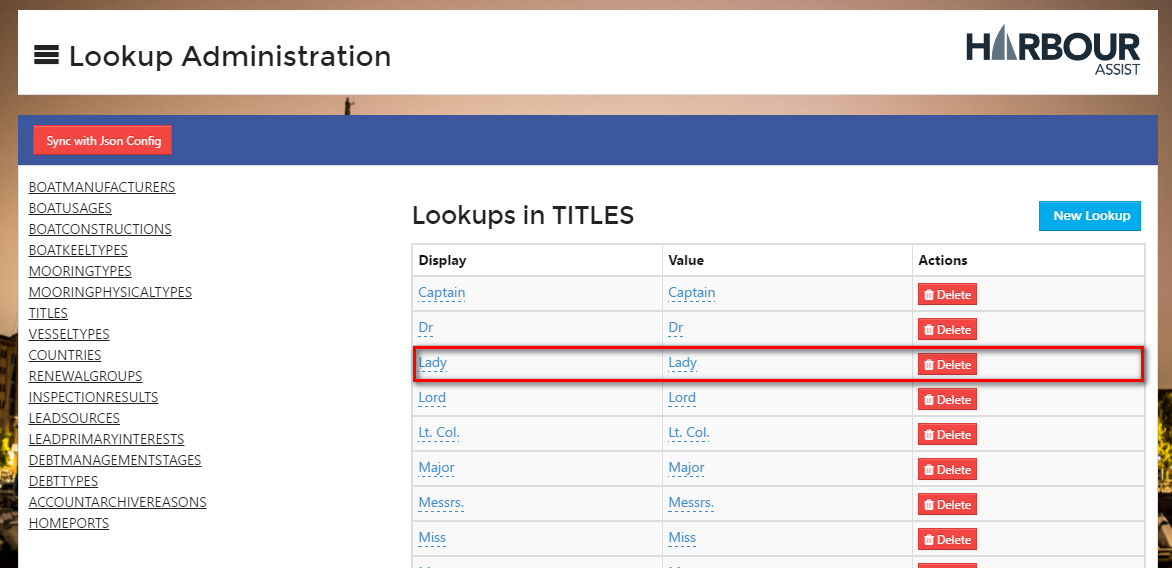 Lookup Administration
HARBOUR
ASSIST
Sync with Json Config
BOATMANUFACTURERS
BOATUSAGES
BOATCONSTRUCTIONS
BOATKEELTYPES
MOORINGTYPES
MOORINGPHYSICALTYPES
TITLES
VESSELTYPES
COUNTRIES
RENEWALGROUPS
INSPECTIONRESULTS
LEADSOURCES
LEADPRIMARYINTERESTS
DEBTMANAGEMENTSTAGES
DEBTTYPES
ACCOUNTARCHIVEREASONS
HOMEPORTS
Lookups in TITLES
New Lookup
Display Value Actions
Captain Captain Delete
Dr Dr Delete
Lady Lady Delete
Lord Lord Delete
Lt. Col. Lt. Col. Delete
Major Major Delete
Messrs. Messrs. Delete
Miss Miss Delete